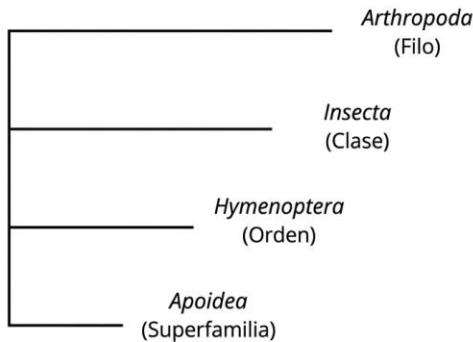 Arthropoda
(Filo)
Insecta
(Clase)
Hymenoptera
(Orden)
Apoidea
(Superfamilia)